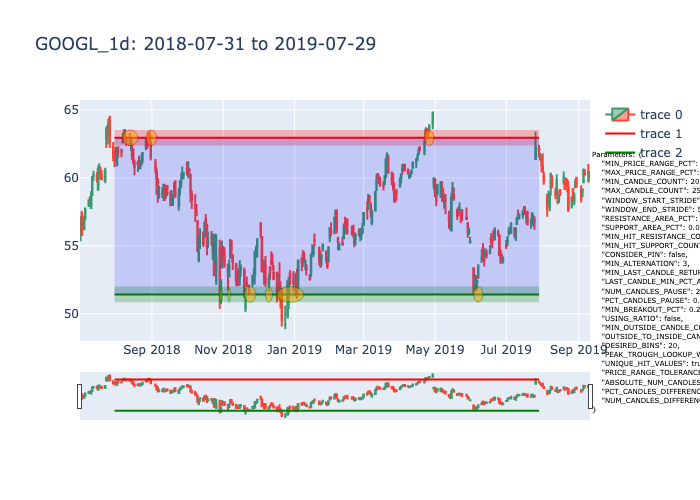 GOOGL_1d: 2018-07-31 to 2019-07-29
65
60
55
50
Sep 2018
Nov 2018
Jan 2019
Mar 2019
May 2019
Jul 2019
Sep 2019
trace 0
trace 1
trace 2
Parameters: {
"MIN_PRICE_RANGE_PCT":
"MAX_PRICE_RANGE_PCT":
"MIN_CANDLE_COUNT": 20
"MAX_CANDLE_COUNT": 25
"WINDOW_START_STRIDE"
"WINDOW_END_STRIDE":
"RESISTANCE_AREA_PCT":
"SUPPORT_AREA_PCT": 0.0
"MIN_HIT_RESISTANCE_CO
"MIN_HIT_SUPPORT_COUN
"CONSIDER_PIN": false,
"MIN_ALTERNATION": 3,
"MIN_LAST_CANDLE_RETUR
"LAST_CANDLE_MIN_PCT_A
"NUM_CANDLES_PAUSE": 2
"PCT_CANDLES_PAUSE": 0.
"MIN_BREAKOUT_PCT": 0.2
"USING_RATIO": false,
"MIN_OUTSIDE_CANDLE_C
"OUTSIDE_TO_INSIDE_CAN
"DESIRED_BINS": 20,
"PEAK_TROUGH_LOOKUP_W
"UNIQUE_HIT_VALUES": tru
"PRICE_RANGE_TOLERANC
"ABSOLUTE_NUM_CANDLES
"PCT_CANDLES_DIFFERENC
"NUM_CANDLES_DIFFEREN
}